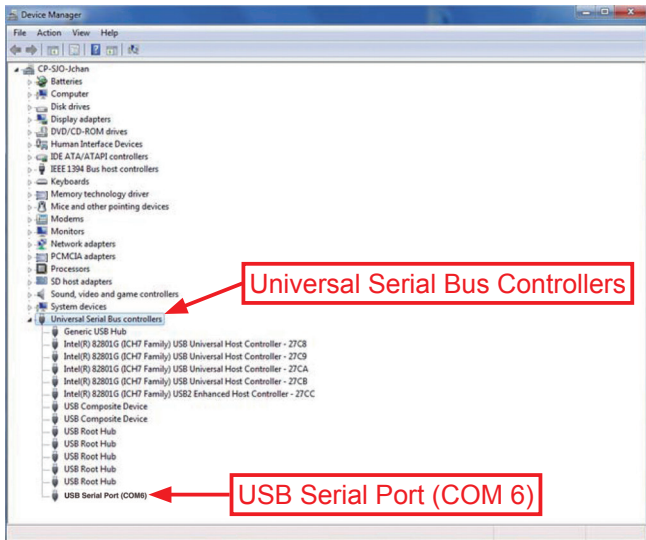 Device Manager
File Action View Help
CP-SJO-Jchan
Batteries
Computer
Disk drives
Display adapters
DVD/CD-ROM drives
Human Interface Devices
IDE ATA/ATAPI controllers
IEEE 1394 Bus host controllers
Keyboards
Memory technology driver
Mice and other pointing devices
Modems
Monitors
Network adapters
PCMCIA adapters
Processors
SD host adapters
Sound, video and game controllers
Universal Serial Bus Controllers
System devices
Universal Serial Bus controllers
Generic USB Hub
Intel(R) 82801G (ICH7 Family) USB Universal Host Controller - 27C8
Intel(R) 82801G (ICH7 Family) USB Universal Host Controller - 27C9
Intel(R) 82801G (ICH7 Family) USB Universal Host Controller - 27CA
Intel(R) 82801G (ICH7 Family) USB Universal Host Controller - 27CB
Intel(R) 82801G (ICH7 Family) USB2 Enhanced Host Controller - 27CC
USB Composite Device
USB Composite Device
USB Root Hub
USB Root Hub
USB Root Hub
USB Root Hub
USB Root Hub
USB Serial Port (COM6)
USB Serial Port (COM 6)